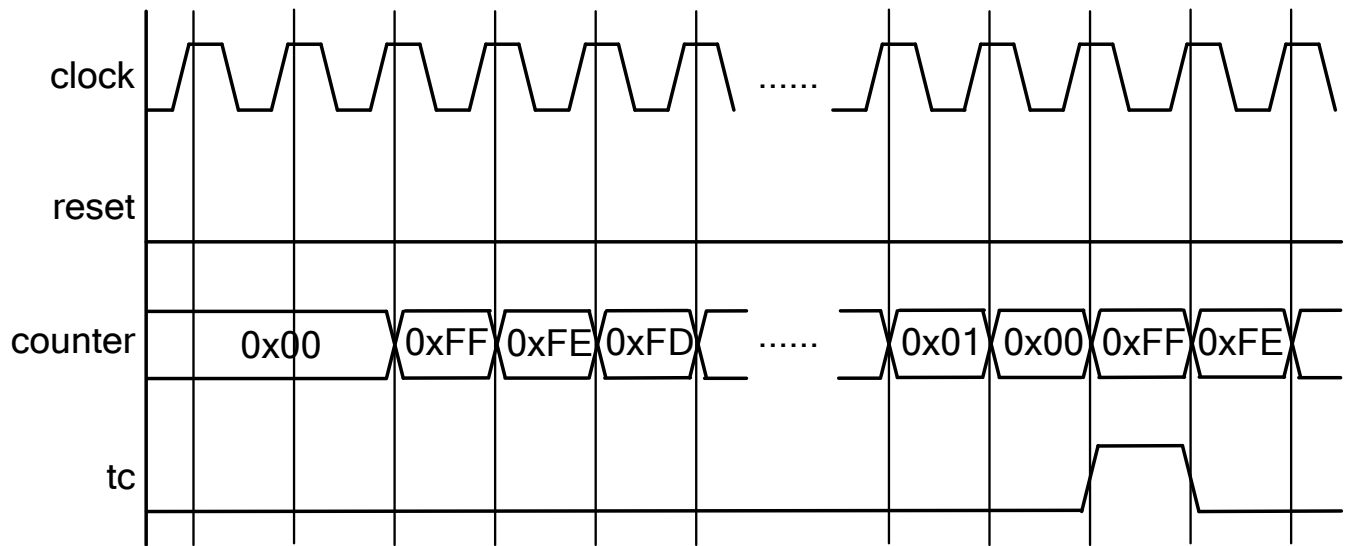 clock ......
reset
counter 0x00 0xFF 0xFE 0xFD ...... 0x01 0x00 0xFF 0xFE
tc